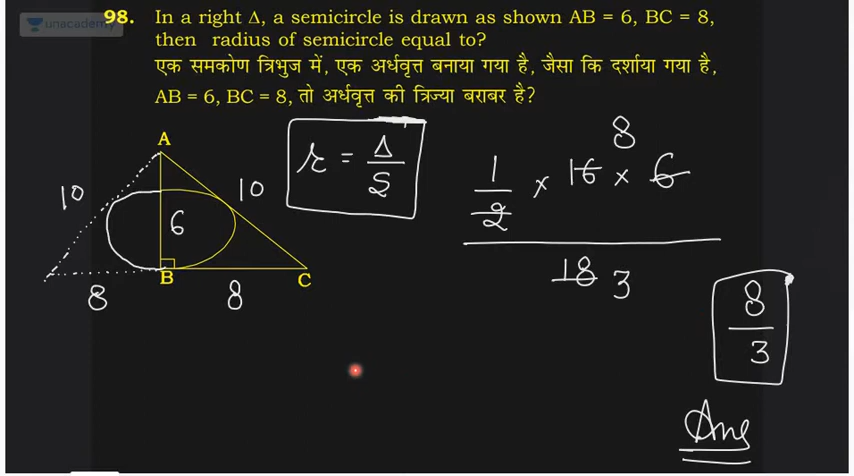 unacademy
98. In a right Δ, a semicircle is drawn as shown AB = 6, BC = 8,
then radius of semicircle equal to?
एक समकोण त्रिभुज में, एक अर्धवृत्त बनाया गया है, जैसा कि दर्शाया गया है,
AB = 6, BC = 8, तो अर्धवृत्त की त्रिज्या बराबर है?
A
10 10
6
B C
8 8
r = Δ/S
8
1/2 × 16 × 6
18 3
8/3
Ans